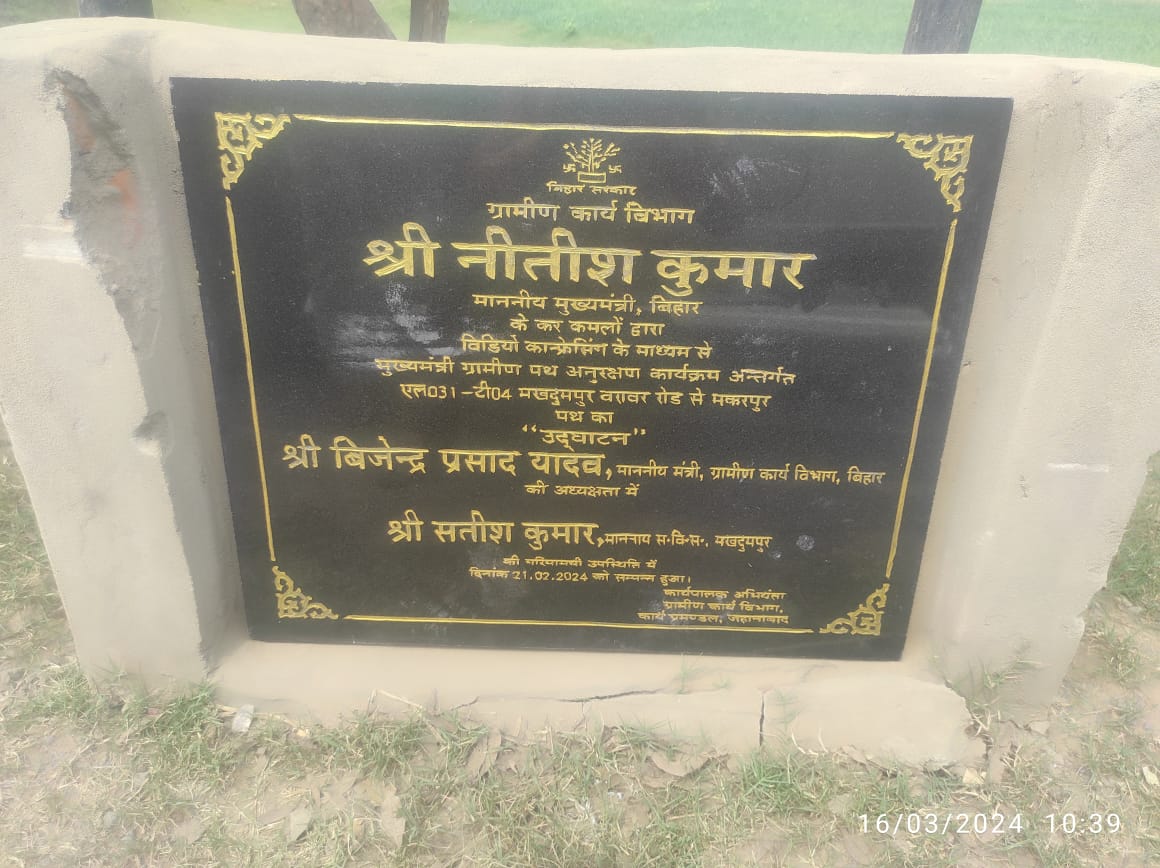 बिहार सरकार
ग्रामीण कार्य विभाग
श्री नीतीश कुमार
माननीय मुख्यमंत्री, बिहार
के कर कमलों द्वारा
विडियो कान्फ्रेसिंग के माध्यम से
मुख्यमंत्री ग्रामीण पथ अनुरक्षण कार्यक्रम अन्तर्गत
एल031-टी04 मखदुमपुर वरावर रोड से मकरपुर
पथ का
“उद्घाटन”
श्री बिजेन्द्र प्रसाद यादव, माननीय मंत्री, ग्रामीण कार्य विभाग, बिहार
की अध्यक्षता में
श्री सतीश कुमार, माननीय स.वि.स., मखदुमपुर
की गरिमामयी उपस्थिति में
दिनांक 21.02.2024 को सम्पन्न हुआ।
कार्यपालक अभियंता
ग्रामीण कार्य विभाग,
कार्य प्रमण्डल, जहानाबाद
16/03/2024 10:39